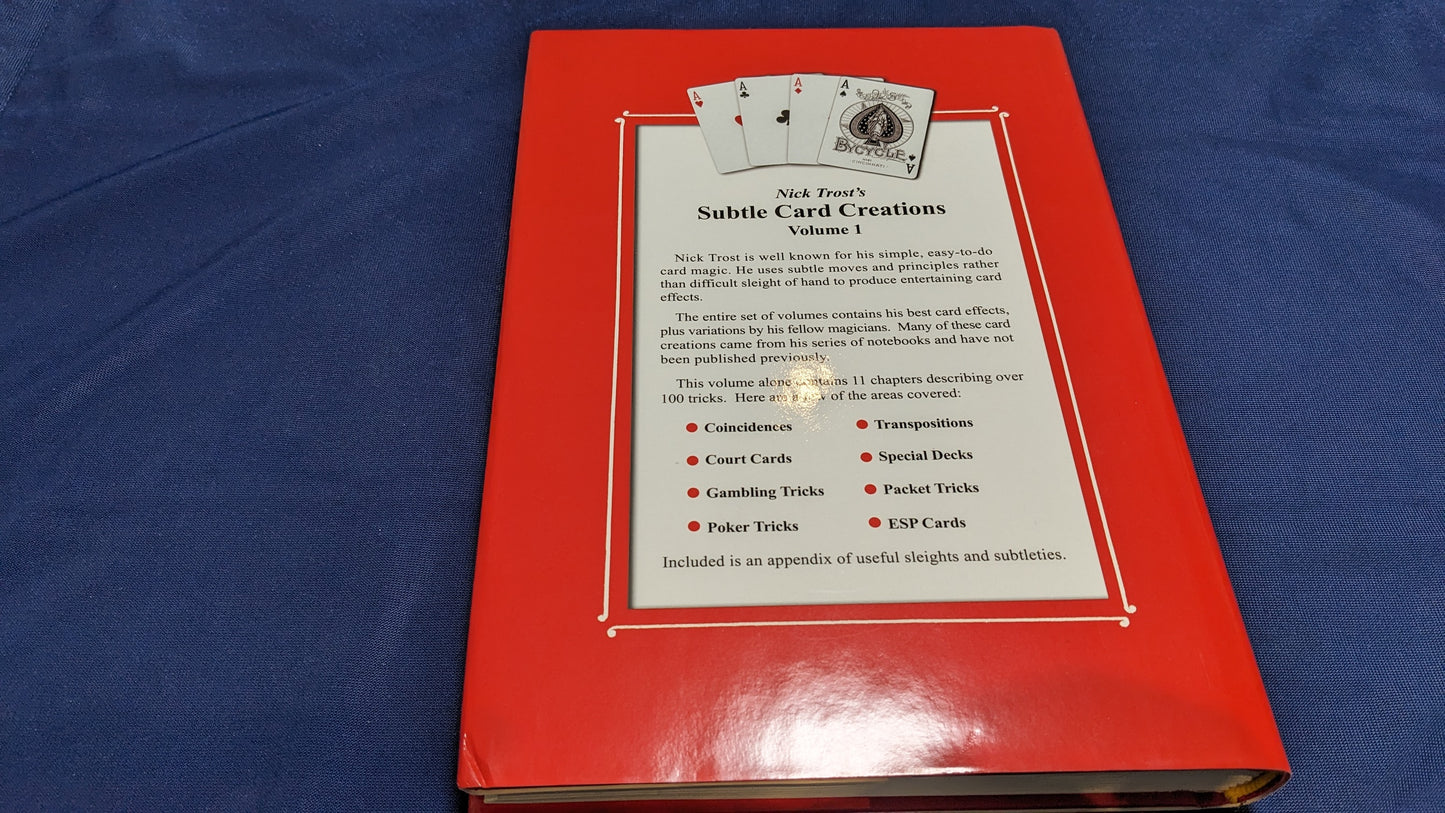 A
A
A
A
BYCYCLE
CINCINNATI
A
Nick Trost's
Subtle Card Creations
Volume 1
Nick Trost is well known for his simple, easy-to-do
card magic. He uses subtle moves and principles rather
than difficult sleight of hand to produce entertaining card
effects.
The entire set of volumes contains his best card effects,
plus variations by his fellow magicians. Many of these card
creations came from his series of notebooks and have not
been published previously.
This volume alone contains 11 chapters describing over
100 tricks. Here are a few of the areas covered:
Coincidences
Transpositions
Court Cards
Special Decks
Gambling Tricks
Packet Tricks
Poker Tricks
ESP Cards
Included is an appendix of useful sleights and subtleties.